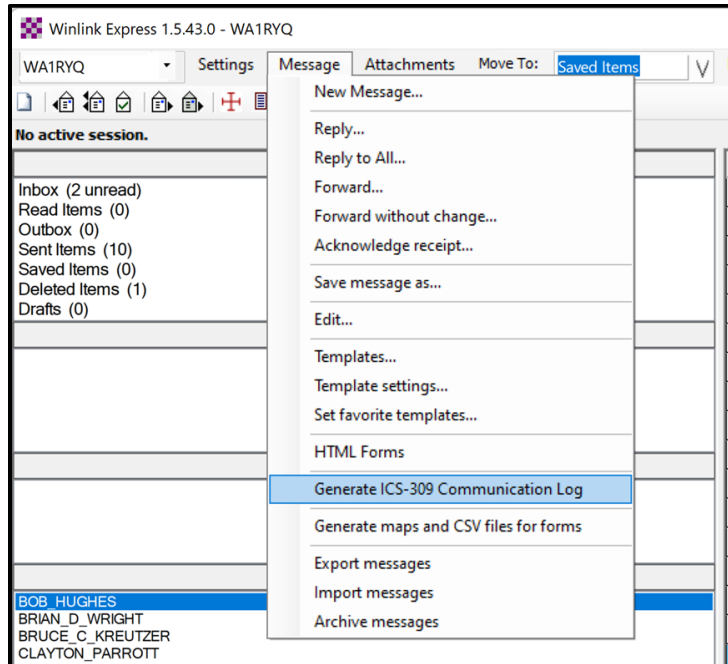 Winlink Express 1.5.43.0 - WA1RYQ
WA1RYQ Settings Message Attachments Move To: Saved Items
No active session.
Inbox (2 unread)
Read Items (0)
Outbox (0)
Sent Items (10)
Saved Items (0)
Deleted Items (1)
Drafts (0)
New Message...
Reply...
Reply to All...
Forward...
Forward without change...
Acknowledge receipt...
Save message as...
Edit...
Templates...
Template settings...
Set favorite templates...
HTML Forms
Generate ICS-309 Communication Log
Generate maps and CSV files for forms
Export messages
Import messages
Archive messages
BOB_HUGHES
BRIAN_D_WRIGHT
BRUCE_C_KREUTZER
CLAYTON_PARROTT